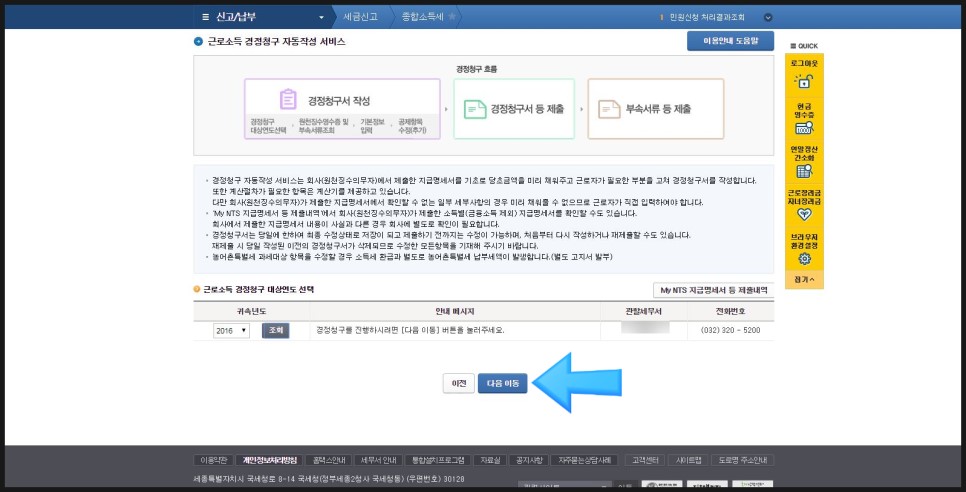 신고/납부
세금신고
종합소득세
민원신청 처리결과조회
근로소득 경정청구 자동작성 서비스
이용안내 도움말
QUICK
로그아웃
현금
영수증
연말정산
간소화
근로장려금
자녀장려금
브라우저
환경설정
접기
경정청구 흐름
경정청구서 작성
경정청구
대상연도선택
원천징수영수증 및
부속서류조회
기본정보
입력
공제항목
수정(추가)
경정청구서 등 제출
부속서류 등 제출
경정청구 자동작성 서비스는 회사(원천징수의무자)에서 제출한 지급명세서를 기초로 당초금액을 미리 채워주고 근로자가 필요한 부분을 고쳐 경정청구서를 작성합니다.
또한 계산절차가 필요한 항목은 계산기를 제공하고 있습니다.
다만 회사(원천징수의무자)가 제출한 지급명세서에서 확인할 수 없는 일부 세부사항의 경우 미리 채워줄 수 없으므로 근로자가 직접 입력하여야 합니다.
'My NTS 지급명세서 등 제출내역'에서 회사(원천징수의무자)가 제출한 소득별(금융소득 제외) 지급명세서를 확인할 수도 있습니다.
회사에서 제출한 지급명세서 내용이 사실과 다른 경우 회사에 별도로 확인이 필요합니다.
경정청구서는 당일에 한하여 최종 수정상태로 저장이 되고 제출하기 전까지는 수정이 가능하며, 처음부터 다시 작성하거나 재제출할 수도 있습니다.
재제출 시 당일 작성된 이전의 경정청구서가 삭제되므로 수정한 모든항목을 기재해 주시기 바랍니다.
농어촌특별세 과세대상 항목을 수정할 경우 소득세 환급과 별도로 농어촌특별세 납부세액이 발생합니다.(별도 고지서 발부)
근로소득 경정청구 대상연도 선택
My NTS 지급명세서 등 제출내역
귀속년도
안내 메시지
관할세무서
전화번호
2016
조회
경정청구를 진행하시려면 [다음 이동] 버튼을 눌러주세요.
(032) 320 - 5200
이전
다음 이동
이용약관
개인정보처리방침
홈택스안내
세무서 안내
통합설치프로그램
자료실
공지사항
자주묻는상담사례
고객센터
사이트맵
도로명 주소안내
세종특별자치시 국세청로 8-14 국세청(정부세종2청사 국세청동) (우편번호) 30128